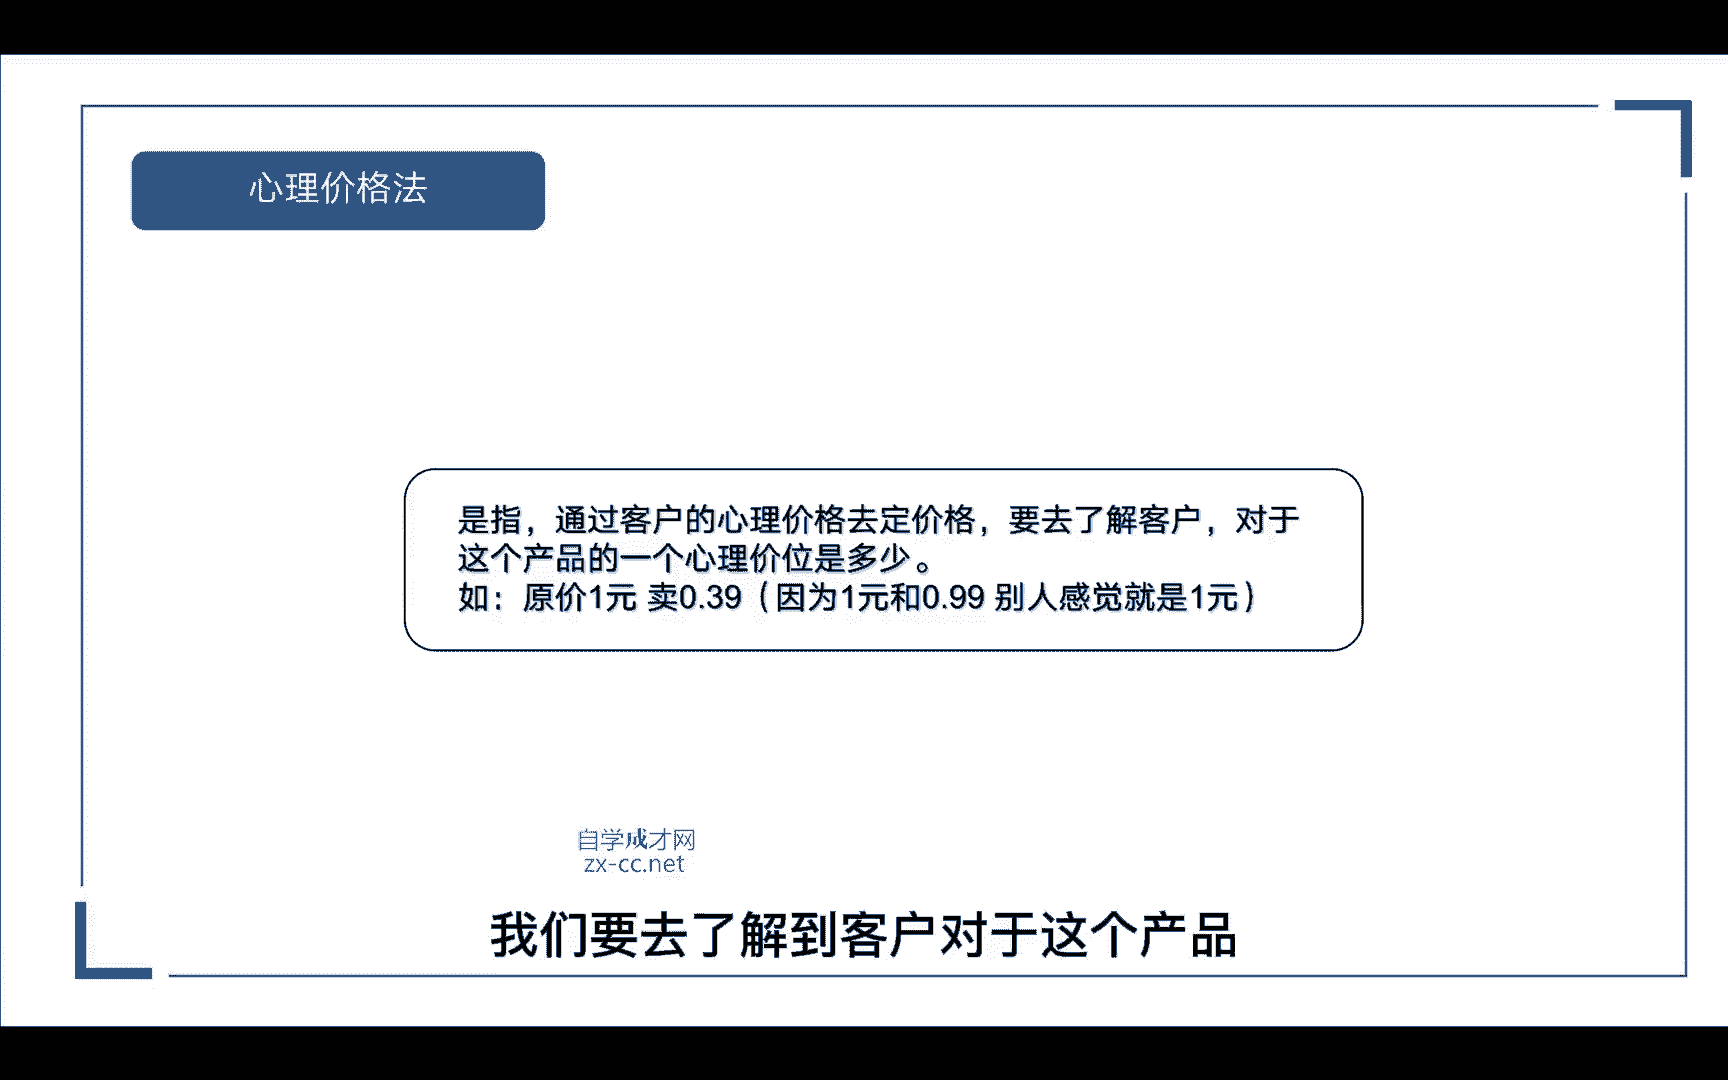 心理价格法
是指，通过客户的心理价格去定价格，要去了解客户，对于
这个产品的一个心理价位是多少。
如：原价1元 卖0.39（因为1元和0.99 别人感觉就是1元）
自学成才网
zx-cc.net
我们要去了解到客户对于这个产品